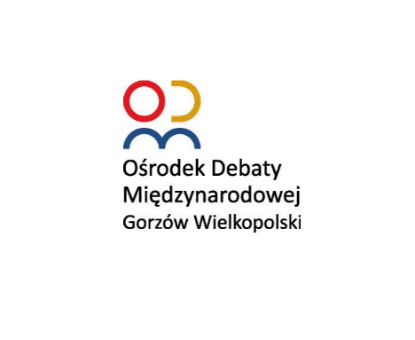 Ośrodek Debaty
Międzynarodowej
Gorzów Wielkopolski